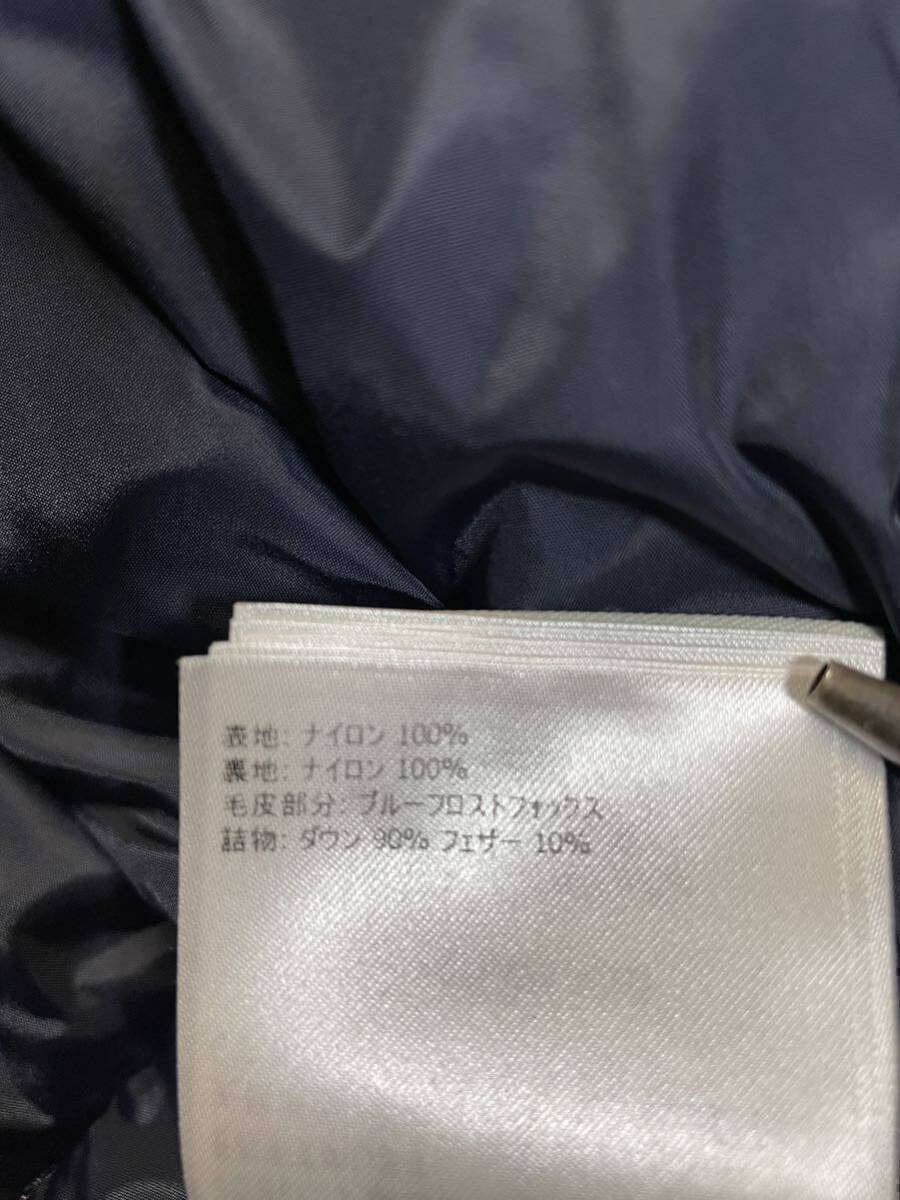 表地: ナイロン 100%
裏地: ナイロン 100%
毛皮部分: ブルーフロストフォックス
詰物: ダウン 90% フェザー 10%